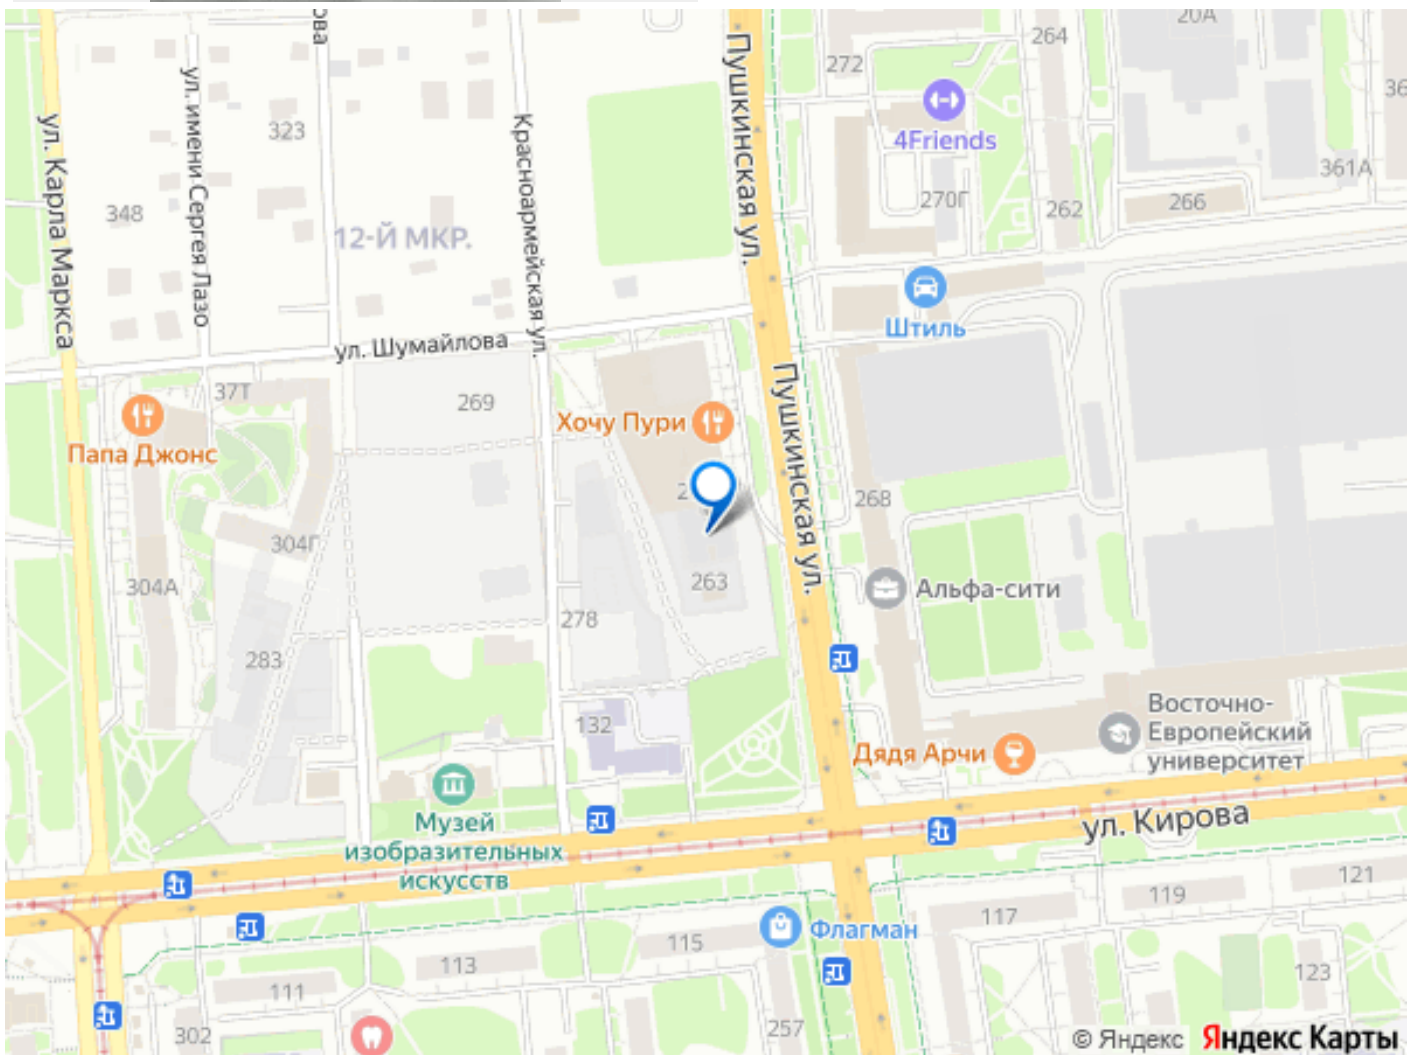 ова
20А
264
272
36
Пушкинская ул.
4Friends
ул. имени Сергея Лазо
ул. Карла Маркса
323
Красноармейская ул.
361А
348
270Г
262
266
12-Й МКР.
Штиль
ул. Шумайлова
37Т
269
Пушкинская ул.
Хочу Пури
Папа Джонс
268
304Г
304А
263
Альфа-сити
278
283
132
Восточно-
Европейский
университет
Дядя Арчи
Музей
изобразительных
искусств
ул. Кирова
121
119
117
Флагман
115
113
111
123
302
257
© Яндекс Яндекс Карты